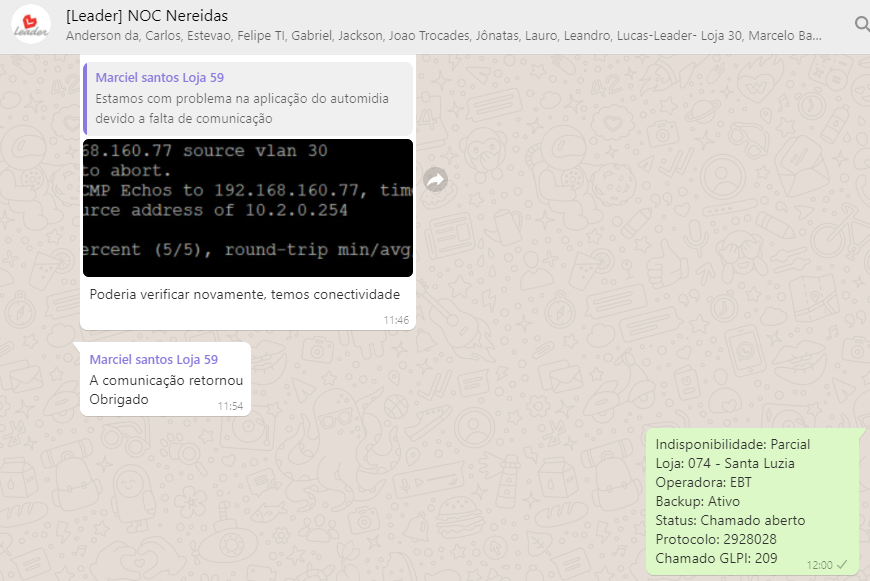 [Leader] NOC Nereidas
Leader
Anderson da, Carlos, Estevao, Felipe TI, Gabriel, Jackson, Joao Trocades, Jônatas, Lauro, Leandro, Lucas-Leader- Loja 30, Marcelo Ba...
Marciel santos Loja 59
Estamos com problema na aplicação do automidia
devido a falta de comunicação
68.160.77 source vlan 30
to abort.
CMP Echos to 192.168.160.77, tim
urce address of 10.2.0.254
ercent (5/5), round-trip min/avg
Poderia verificar novamente, temos conectividade
11:46
Marciel santos Loja 59
A comunicação retornou
Obrigado
11:54
Indisponibilidade: Parcial
Loja: 074 - Santa Luzia
Operadora: EBT
Backup: Ativo
Status: Chamado aberto
Protocolo: 2928028
Chamado GLPI: 209
12:00